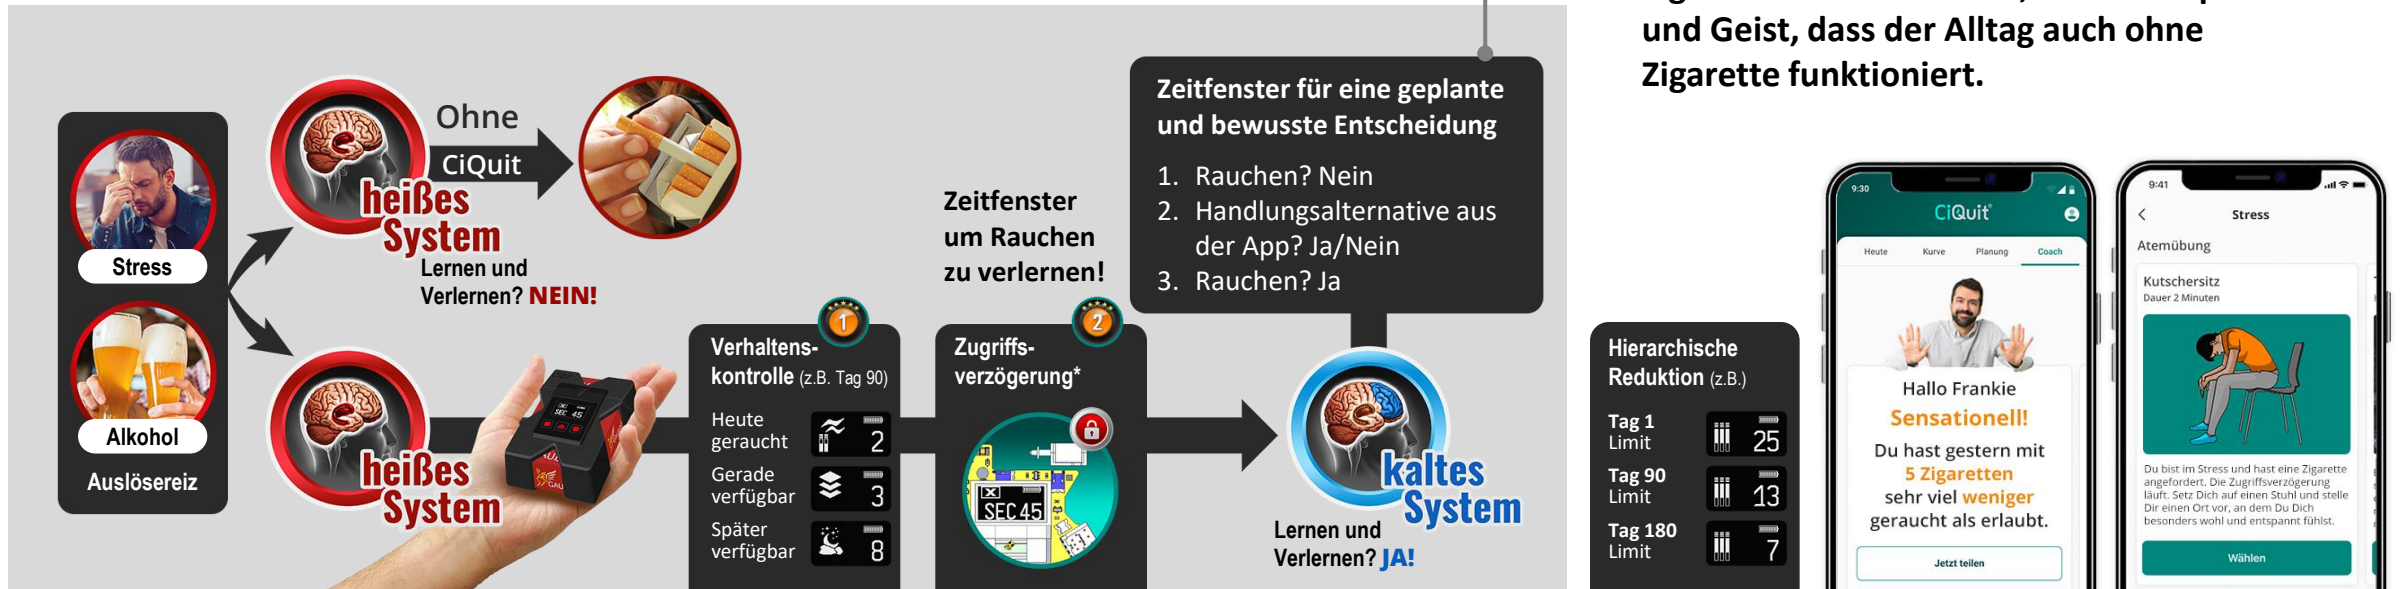 und Geist, dass der Alltag auch ohne
Zigarette funktioniert.
Stress
Alkohol
Auslösereiz
heißes
System
Ohne
CiQuit
Lernen und
Verlernen? NEIN!
heißes
System
SEC 45
Verhaltens-
kontrolle (z.B. Tag 90)
1
Heute
geraucht
2
Gerade
verfügbar
3
Später
verfügbar
8
Zeitfenster
um Rauchen
zu verlernen!
2
Zugriffs-
verzögerung*
SEC 45
Zeitfenster für eine geplante
und bewusste Entscheidung
1. Rauchen? Nein
2. Handlungsalternative aus
der App? Ja/Nein
3. Rauchen? Ja
kaltes
System
Lernen und
Verlernen? JA!
Hierarchische
Reduktion (z.B.)
Tag 1
Limit
25
Tag 90
Limit
13
Tag 180
Limit
7
9:30
CiQuit
Heute Kurve Planung Coach
Hallo Frankie
Sensationell!
Du hast gestern mit
5 Zigaretten
sehr viel weniger
geraucht als erlaubt.
Jetzt teilen
9:41
Stress
Atemübung
Kutschersitz
Dauer 2 Minuten
Du bist im Stress und hast eine Zigarette
angefordert. Die Zugriffsverzögerung
läuft. Setz Dich auf einen Stuhl und stelle
Dir einen Ort vor, an dem Du Dich
besonders wohl und entspannt fühlst.
Wählen